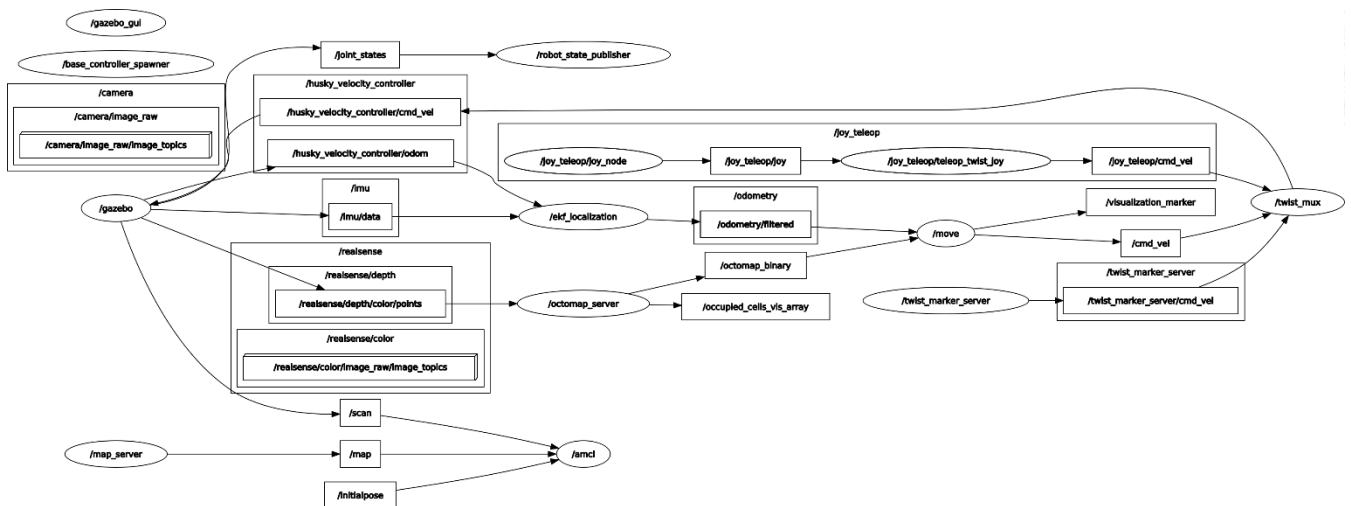 /gazebo_gui
/base_controller_spawner
/camera
/camera/image_raw
/camera/image_raw/image_topics
/gazebo
/map_server
/joint_states
/robot_state_publisher
/husky_velocity_controller
/husky_velocity_controller/cmd_vel
/husky_velocity_controller/odom
/imu
/imu/data
/ekf_localization
/realsense
/realsense/depth
/realsense/depth/color/points
/realsense/color
/realsense/color/image_raw/image_topics
/scan
/map
/initialpose
/amcl
/octomap_server
/joy_teleop
/joy_teleop/joy_node
/joy_teleop/joy
/joy_teleop/teleop_twist_joy
/joy_teleop/cmd_vel
/odometry
/odometry/filtered
/octomap_binary
/occupied_cells_vis_array
/move
/visualization_marker
/cmd_vel
/twist_marker_server
/twist_marker_server
/twist_marker_server/cmd_vel
/twist_mux